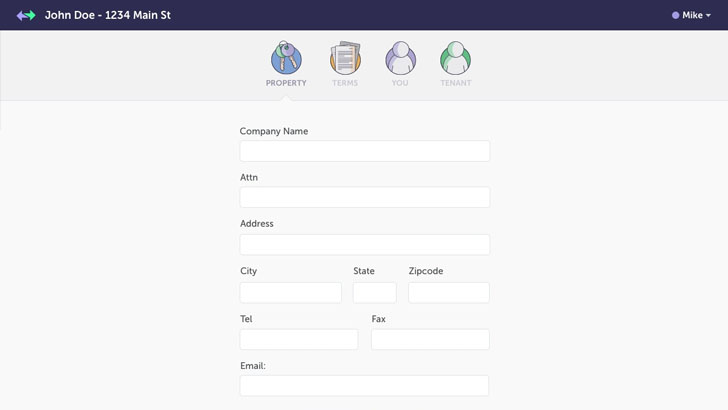 John Doe - 1234 Main St
Mike
PROPERTY TERMS YOU TENANT
Company Name
Attn
Address
City State Zipcode
Tel Fax
Email: